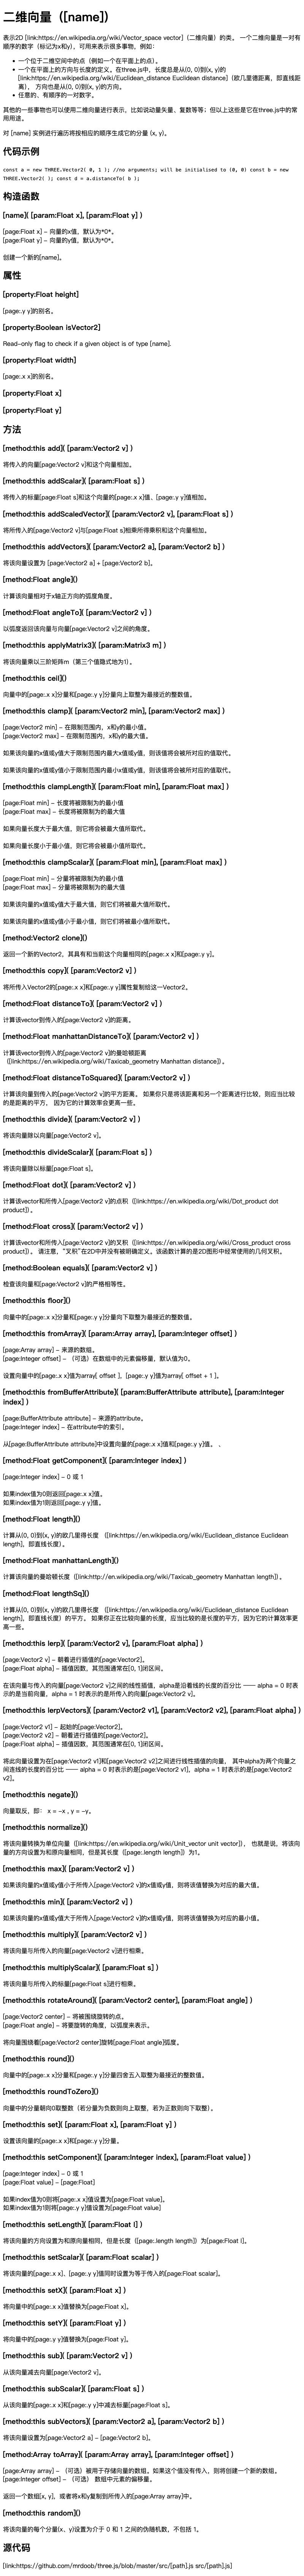 二维向量（[name]）
表示2D [link:https://en.wikipedia.org/wiki/Vector_space vector]（二维向量）的类。 一个二维向量是一对有
顺序的数字（标记为x和y），可用来表示很多事物，例如：
• 一个位于二维空间中的点（例如一个在平面上的点）。
• 一个在平面上的方向与长度的定义。在three.js中，长度总是从(0, 0)到(x, y)的
[link:https://en.wikipedia.org/wiki/Euclidean_distance Euclidean distance]（欧几里德距离，即直线距
离）， 方向也是从(0, 0)到(x, y)的方向。
• 任意的、有顺序的一对数字。
其他的一些事物也可以使用二维向量进行表示，比如说动量矢量、复数等等；但以上这些是它在three.js中的常
用用途。
对 [name] 实例进行遍历将按相应的顺序生成它的分量 (x, y)。
代码示例
const a = new THREE.Vector2( 0, 1 ); //no arguments; will be initialised to (0, 0) const b = new
THREE.Vector2( ); const d = a.distanceTo( b );
构造函数
[name]( [param:Float x], [param:Float y] )
[page:Float x] - 向量的x值，默认为*0*。
[page:Float y] - 向量的y值，默认为*0*。
创建一个新的[name]。
属性
[property:Float height]
[page:.y y]的别名。
[property:Boolean isVector2]
Read-only flag to check if a given object is of type [name].
[property:Float width]
[page:.x x]的别名。
[property:Float x]
[property:Float y]
方法
[method:this add]( [param:Vector2 v] )
将传入的向量[page:Vector2 v]和这个向量相加。
[method:this addScalar]( [param:Float s] )
将传入的标量[page:Float s]和这个向量的[page:.x x]值、[page:.y y]值相加。
[method:this addScaledVector]( [param:Vector2 v], [param:Float s] )
将所传入的[page:Vector2 v]与[page:Float s]相乘所得乘积和这个向量相加。
[method:this addVectors]( [param:Vector2 a], [param:Vector2 b] )
将该向量设置为 [page:Vector2 a] + [page:Vector2 b]。
[method:Float angle]()
计算该向量相对于x轴正方向的弧度角度。
[method:Float angleTo]( [param:Vector2 v] )
以弧度返回该向量与向量[page:Vector2 v]之间的角度。
[method:this applyMatrix3]( [param:Matrix3 m] )
将该向量乘以三阶矩阵m（第三个值隐式地为1）。
[method:this ceil]()
向量中的[page:.x x]分量和[page:.y y]分量向上取整为最接近的整数值。
[method:this clamp]( [param:Vector2 min], [param:Vector2 max] )
[page:Vector2 min] - 在限制范围内，x和y的最小值。
[page:Vector2 max] - 在限制范围内，x和y的最大值。
如果该向量的x值或y值大于限制范围内最大x值或y值，则该值将会被所对应的值取代。
如果该向量的x值或y值小于限制范围内最小x值或y值，则该值将会被所对应的值取代。
[method:this clampLength]( [param:Float min], [param:Float max] )
[page:Float min] - 长度将被限制为的最小值
[page:Float max] - 长度将被限制为的最大值
如果向量长度大于最大值，则它将会被最大值所取代。
如果向量长度小于最小值，则它将会被最小值所取代。
[method:this clampScalar]( [param:Float min], [param:Float max] )
[page:Float min] - 分量将被限制为的最小值
[page:Float max] - 分量将被限制为的最大值
如果该向量的x值或y值大于最大值，则它们将被最大值所取代。
如果该向量的x值或y值小于最小值，则它们将被最小值所取代。
[method:Vector2 clone]()
返回一个新的Vector2，其具有和当前这个向量相同的[page:.x x]和[page:.y y]。
[method:this copy]( [param:Vector2 v] )
将所传入Vector2的[page:.x x]和[page:.y y]属性复制给这一Vector2。
[method:Float distanceTo]( [param:Vector2 v] )
计算该vector到传入的[page:Vector2 v]的距离。
[method:Float manhattanDistanceTo]( [param:Vector2 v] )
计算该vector到传入的[page:Vector2 v]的曼哈顿距离
（[link:https://en.wikipedia.org/wiki/Taxicab_geometry Manhattan distance]）。
[method:Float distanceToSquared]( [param:Vector2 v] )
计算该向量到传入的[page:Vector2 v]的平方距离。 如果你只是将该距离和另一个距离进行比较，则应当比较
的是距离的平方， 因为它的计算效率会更高一些。
[method:this divide]( [param:Vector2 v] )
将该向量除以向量[page:Vector2 v]。
[method:this divideScalar]( [param:Float s] )
将该向量除以标量[page:Float s]。
[method:Float dot]( [param:Vector2 v] )
计算该vector和所传入[page:Vector2 v]的点积（[link:https://en.wikipedia.org/wiki/Dot_product dot
product]）。
[method:Float cross]( [param:Vector2 v] )
计算该vector和所传入[page:Vector2 v]的叉积（[link:https://en.wikipedia.org/wiki/Cross_product cross
product]）。 请注意，“叉积”在2D中并没有被明确定义。该函数计算的是2D图形中经常使用的几何叉积。
[method:Boolean equals]( [param:Vector2 v] )
检查该向量和[page:Vector2 v]的严格相等性。
[method:this floor]()
向量中的[page:.x x]分量和[page:.y y]分量向下取整为最接近的整数值。
[method:this fromArray]( [param:Array array], [param:Integer offset] )
[page:Array array] - 来源的数组。
[page:Integer offset] - （可选）在数组中的元素偏移量，默认值为0。
设置向量中的[page:.x x]值为array[ offset ]，[page:.y y]值为array[ offset + 1 ]。
[method:this fromBufferAttribute]( [param:BufferAttribute attribute], [param:Integer
index] )
[page:BufferAttribute attribute] - 来源的attribute。
[page:Integer index] - 在attribute中的索引。
从[page:BufferAttribute attribute]中设置向量的[page:.x x]值和[page:.y y]值。 、
[method:Float getComponent]( [param:Integer index] )
[page:Integer index] - 0 或 1
如果index值为0则返回[page:.x x]值。
如果index值为1则返回[page:.y y]值。
[method:Float length]()
计算从(0, 0)到(x, y)的欧几里得长度 （[link:https://en.wikipedia.org/wiki/Euclidean_distance Euclidean
length]，即直线长度）。
[method:Float manhattanLength]()
计算该向量的曼哈顿长度（[link:http://en.wikipedia.org/wiki/Taxicab_geometry Manhattan length]）。
[method:Float lengthSq]()
计算从(0, 0)到(x, y)的欧几里得长度 （[link:https://en.wikipedia.org/wiki/Euclidean_distance Euclidean
length]，即直线长度）的平方。 如果你正在比较向量的长度，应当比较的是长度的平方，因为它的计算效率更
高一些。
[method:this lerp]( [param:Vector2 v], [param:Float alpha] )
[page:Vector2 v] - 朝着进行插值的[page:Vector2]。
[page:Float alpha] - 插值因数，其范围通常在[0, 1]闭区间。
在该向量与传入的向量[page:Vector2 v]之间的线性插值，alpha是沿着线的长度的百分比 —— alpha = 0 时表
示的是当前向量，alpha = 1 时表示的是所传入的向量[page:Vector2 v]。
[method:this lerpVectors]( [param:Vector2 v1], [param:Vector2 v2], [param:Float alpha] )
[page:Vector2 v1] - 起始的[page:Vector2]。
[page:Vector2 v2] - 朝着进行插值的[page:Vector2]。
[page:Float alpha] - 插值因数，其范围通常在[0, 1]闭区间。
将此向量设置为在[page:Vector2 v1]和[page:Vector2 v2]之间进行线性插值的向量， 其中alpha为两个向量之
间连线的长度的百分比 —— alpha = 0 时表示的是[page:Vector2 v1]，alpha = 1 时表示的是[page:Vector2
v2]。
[method:this negate]()
向量取反，即： x = -x , y = -y。
[method:this normalize]()
将该向量转换为单位向量（[link:https://en.wikipedia.org/wiki/Unit_vector unit vector]）， 也就是说，将该向
量的方向设置为和原向量相同，但是其长度（[page:.length length]）为1。
[method:this max]( [param:Vector2 v] )
如果该向量的x值或y值小于所传入[page:Vector2 v]的x值或y值，则将该值替换为对应的最大值。
[method:this min]( [param:Vector2 v] )
如果该向量的x值或y值大于所传入[page:Vector2 v]的x值或y值，则将该值替换为对应的最小值。
[method:this multiply]( [param:Vector2 v] )
将该向量与所传入的向量[page:Vector2 v]进行相乘。
[method:this multiplyScalar]( [param:Float s] )
将该向量与所传入的标量[page:Float s]进行相乘。
[method:this rotateAround]( [param:Vector2 center], [param:Float angle] )
[page:Vector2 center] - 将被围绕旋转的点。
[page:Float angle] - 将要旋转的角度，以弧度来表示。
将向量围绕着[page:Vector2 center]旋转[page:Float angle]弧度。
[method:this round]()
向量中的[page:.x x]分量和[page:.y y]分量四舍五入取整为最接近的整数值。
[method:this roundToZero]()
向量中的分量朝向0取整数（若分量为负数则向上取整，若为正数则向下取整）。
[method:this set]( [param:Float x], [param:Float y] )
设置该向量的[page:.x x]和[page:.y y]分量。
[method:this setComponent]( [param:Integer index], [param:Float value] )
[page:Integer index] - 0 或 1
[page:Float value] - [page:Float]
如果index值为0则将[page:.x x]值设置为[page:Float value]。
如果index值为1则将[page:.y y]值设置为[page:Float value]
[method:this setLength]( [param:Float l] )
将该向量的方向设置为和原向量相同，但是长度（[page:.length length]）为[page:Float l]。
[method:this setScalar]( [param:Float scalar] )
将该向量的[page:.x x]、[page:.y y]值同时设置为等于传入的[page:Float scalar]。
[method:this setX]( [param:Float x] )
将向量中的[page:.x x]值替换为[page:Float x]。
[method:this setY]( [param:Float y] )
将向量中的[page:.y y]值替换为[page:Float y]。
[method:this sub]( [param:Vector2 v] )
从该向量减去向量[page:Vector2 v]。
[method:this subScalar]( [param:Float s] )
从该向量的[page:.x x]和[page:.y y]中减去标量[page:Float s]。
[method:this subVectors]( [param:Vector2 a], [param:Vector2 b] )
将该向量设置为[page:Vector2 a] - [page:Vector2 b]。
[method:Array toArray]( [param:Array array], [param:Integer offset] )
[page:Array array] - （可选）被用于存储向量的数组。如果这个值没有传入，则将创建一个新的数组。
[page:Integer offset] - （可选） 数组中元素的偏移量。
返回一个数组[x, y]，或者将x和y复制到所传入的[page:Array array]中。
[method:this random]()
将该向量的每个分量(x、y)设置为介于 0 和 1 之间的伪随机数，不包括 1。
源代码
[link:https://github.com/mrdoob/three.js/blob/master/src/[path].js src/[path].js]